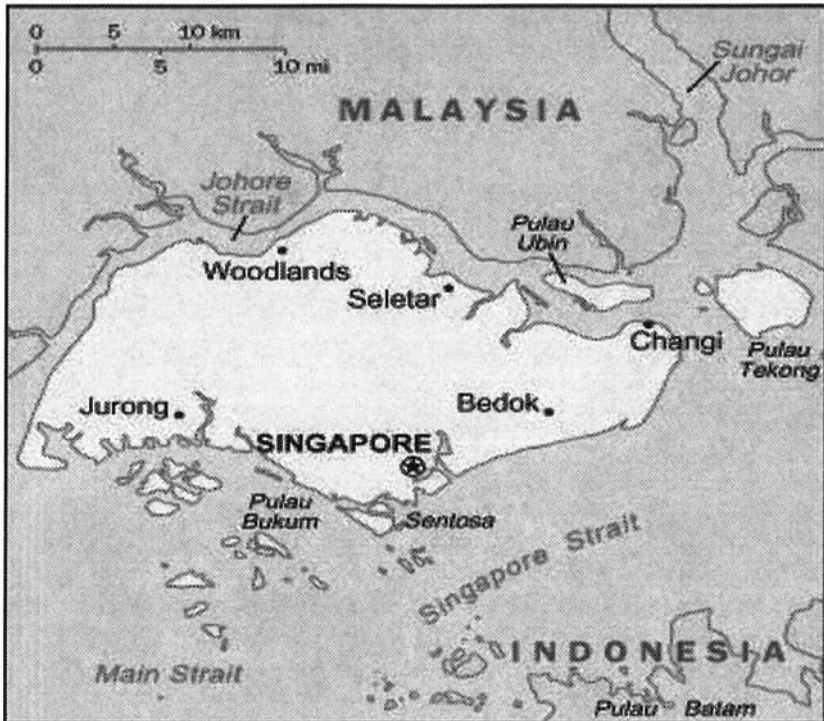 0 5 10 km
0 5 10 mi
Sungai
Johor
MALAYSIA
Johore
Strait
Pulau
Ubin
Woodlands
Seletar
Changi
Pulau
Tekong
Jurong
Bedok
SINGAPORE
Pulau
Bukum
Sentosa
Singapore Strait
INDONESIA
Main Strait
Pulau Batam